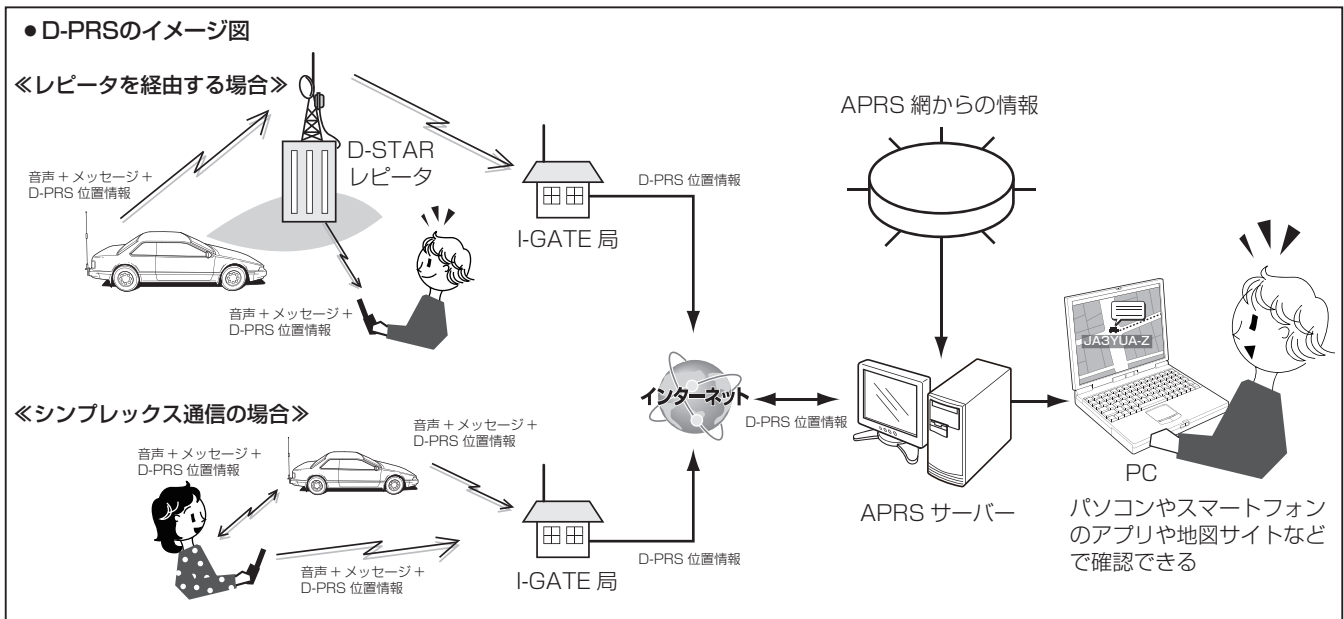 ●D-PRSのイメージ図
≪レピータを経由する場合≫
音声＋メッセージ＋
D-PRS 位置情報
D-STAR
レピータ
音声＋メッセージ＋
D-PRS 位置情報
I-GATE 局
D-PRS 位置情報
APRS 網からの情報
≪シンプレックス通信の場合≫
音声＋メッセージ＋
D-PRS 位置情報
音声＋メッセージ＋
D-PRS 位置情報
音声＋メッセージ＋
D-PRS 位置情報
I-GATE 局
D-PRS 位置情報
インターネット
D-PRS 位置情報
APRS サーバー
JA3YUA-Z
PC
パソコンやスマートフォン
のアプリや地図サイトなど
で確認できる